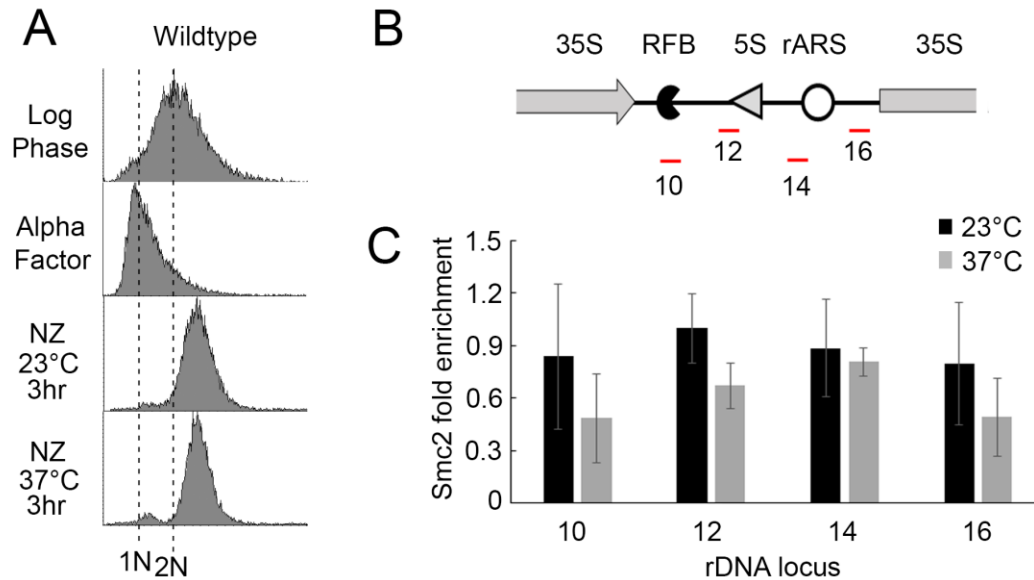 A
Wildtype
Log
Phase
Alpha
Factor
NZ
23°C
3hr
NZ
37°C
3hr
1N 2N
B
35S RFB 5S rARS 35S
12 16
10 14
C
23°C
37°C
Smc2 fold enrichment
1.5
1.2
0.9
0.6
0.3
0
10 12 14 16
rDNA locus